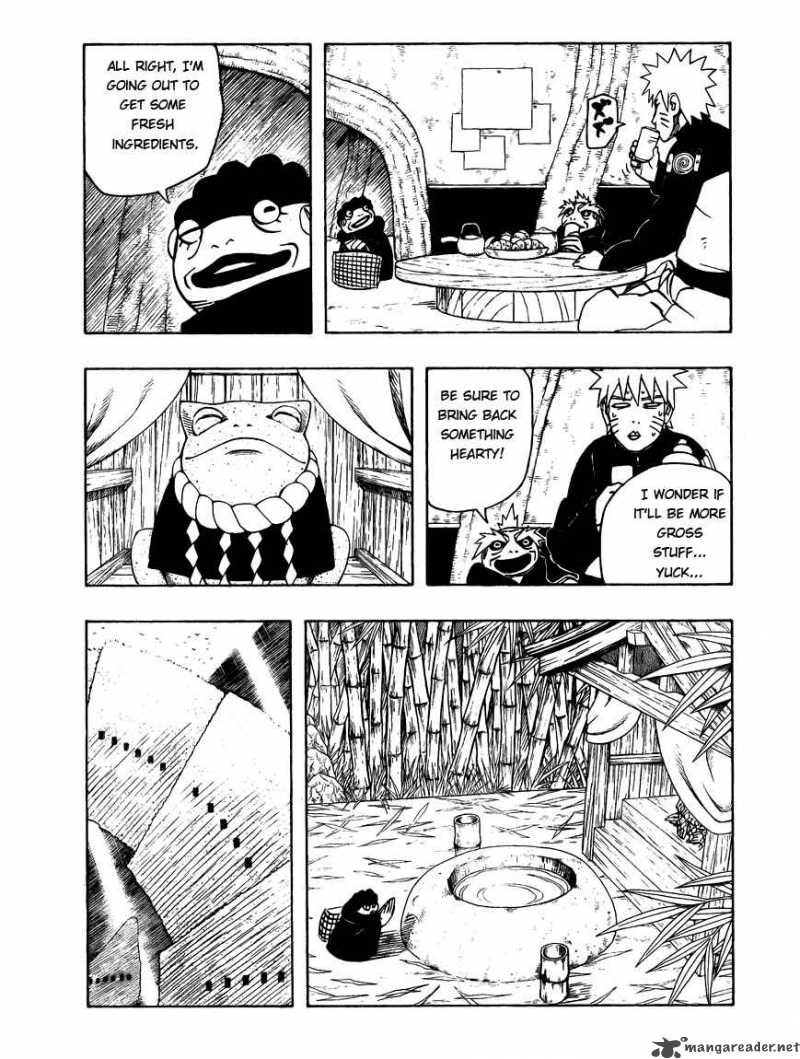 ALL RIGHT, I'M
GOING OUT TO
GET SOME
FRESH
INGREDIENTS.
BE SURE TO
BRING BACK
SOMETHING
HEARTY!
I WONDER IF
IT'LL BE MORE
GROSS
STUFF...
YUCK...
mangareader.net